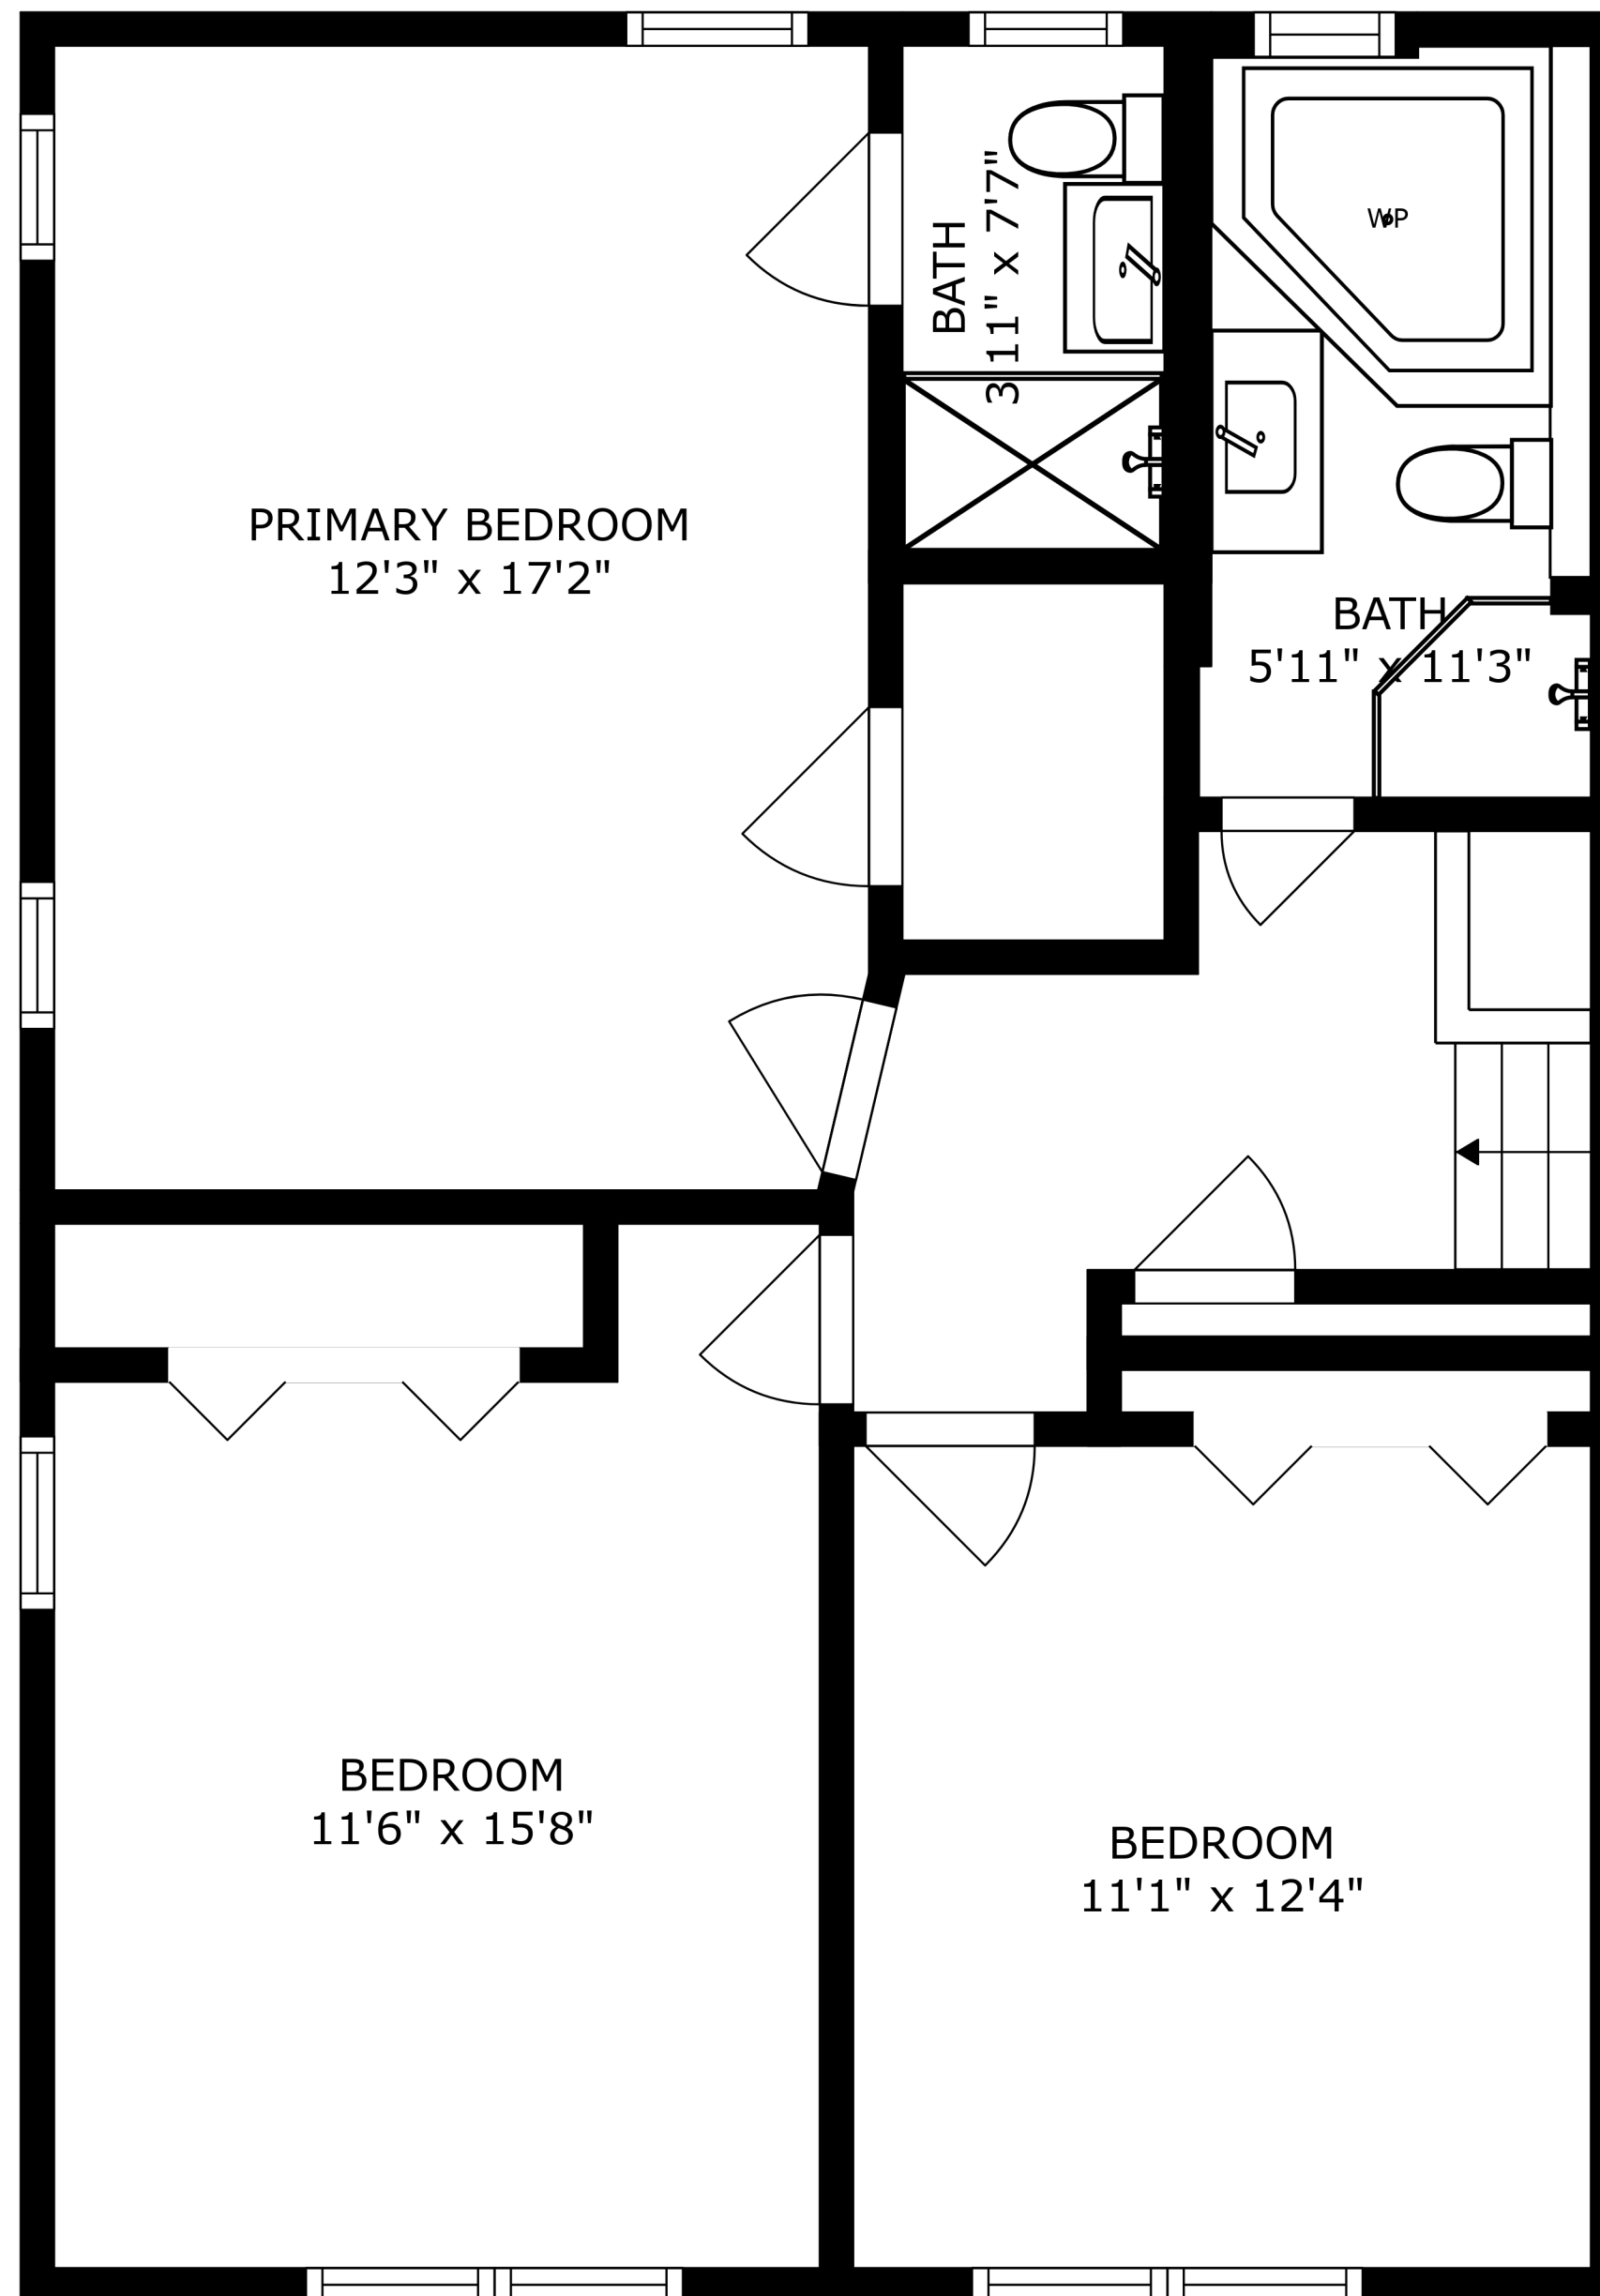 BATH
3'11" x 7'7"
WP
PRIMARY BEDROOM
12'3" x 17'2"
BATH
5'11" x 11'3"
BEDROOM
11'6" x 15'8"
BEDROOM
11'1" x 12'4"